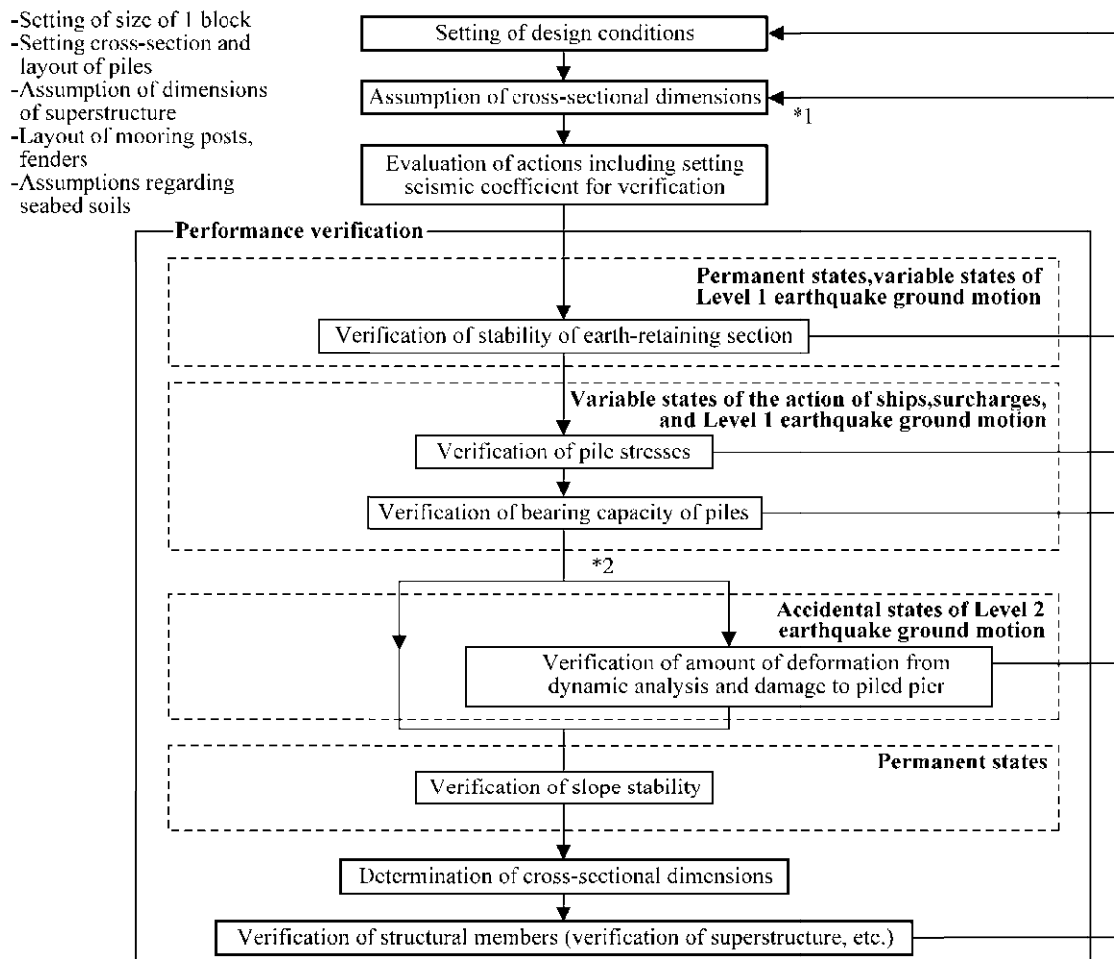 -Setting of size of 1 block
-Setting cross-section and
layout of piles
-Assumption of dimensions
of superstructure
-Layout of mooring posts,
fenders
-Assumptions regarding
seabed soils
Setting of design conditions
Assumption of cross-sectional dimensions
*1
Evaluation of actions including setting
seismic coefficient for verification
Performance verification
Permanent states,variable states of
Level 1 earthquake ground motion
Verification of stability of earth-retaining section
Variable states of the action of ships,surcharges,
and Level 1 earthquake ground motion
Verification of pile stresses
Verification of bearing capacity of piles
*2
Accidental states of Level 2
earthquake ground motion
Verification of amount of deformation from
dynamic analysis and damage to piled pier
Permanent states
Verification of slope stability
Determination of cross-sectional dimensions
Verification of structural members (verification of superstructure, etc.)